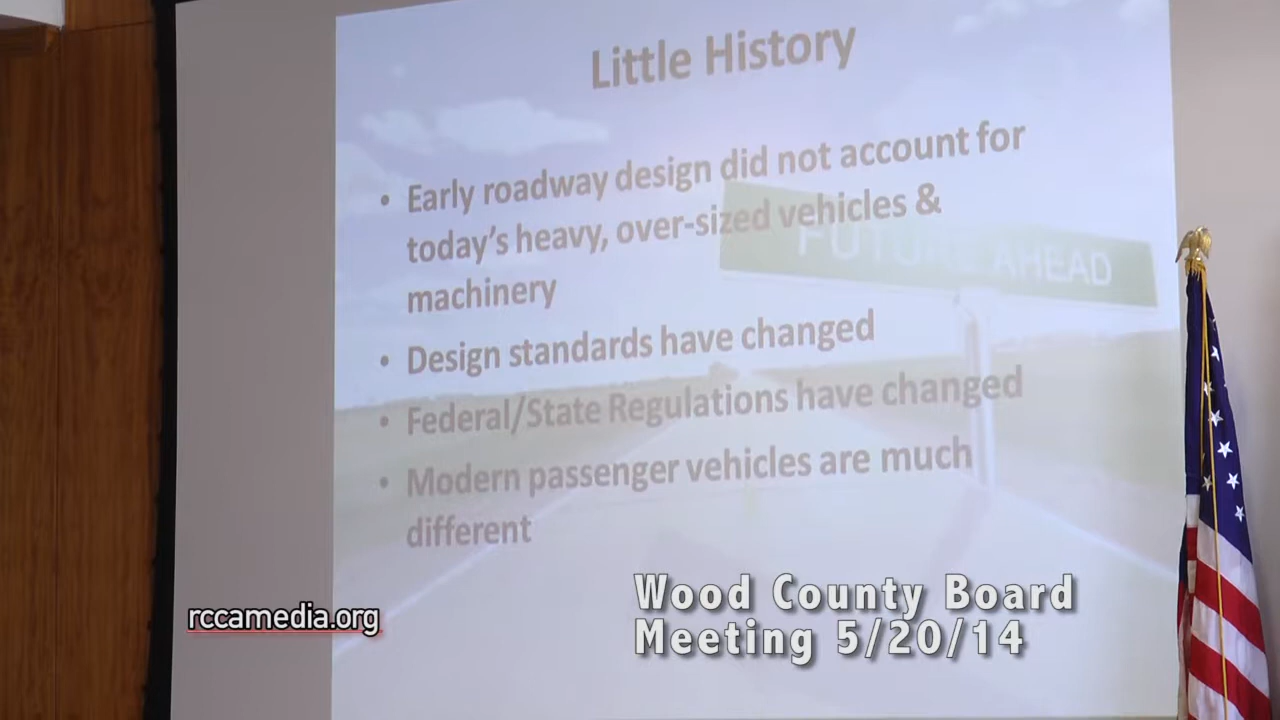 Little History
• Early roadway design did not account for
today's heavy, over-sized vehicles &
machinery
FUTURE AHEAD
• Design standards have changed
• Federal/State Regulations have changed
• Modern passenger vehicles are much
different
rccamedia.org
Wood County Board
Meeting 5/20/14